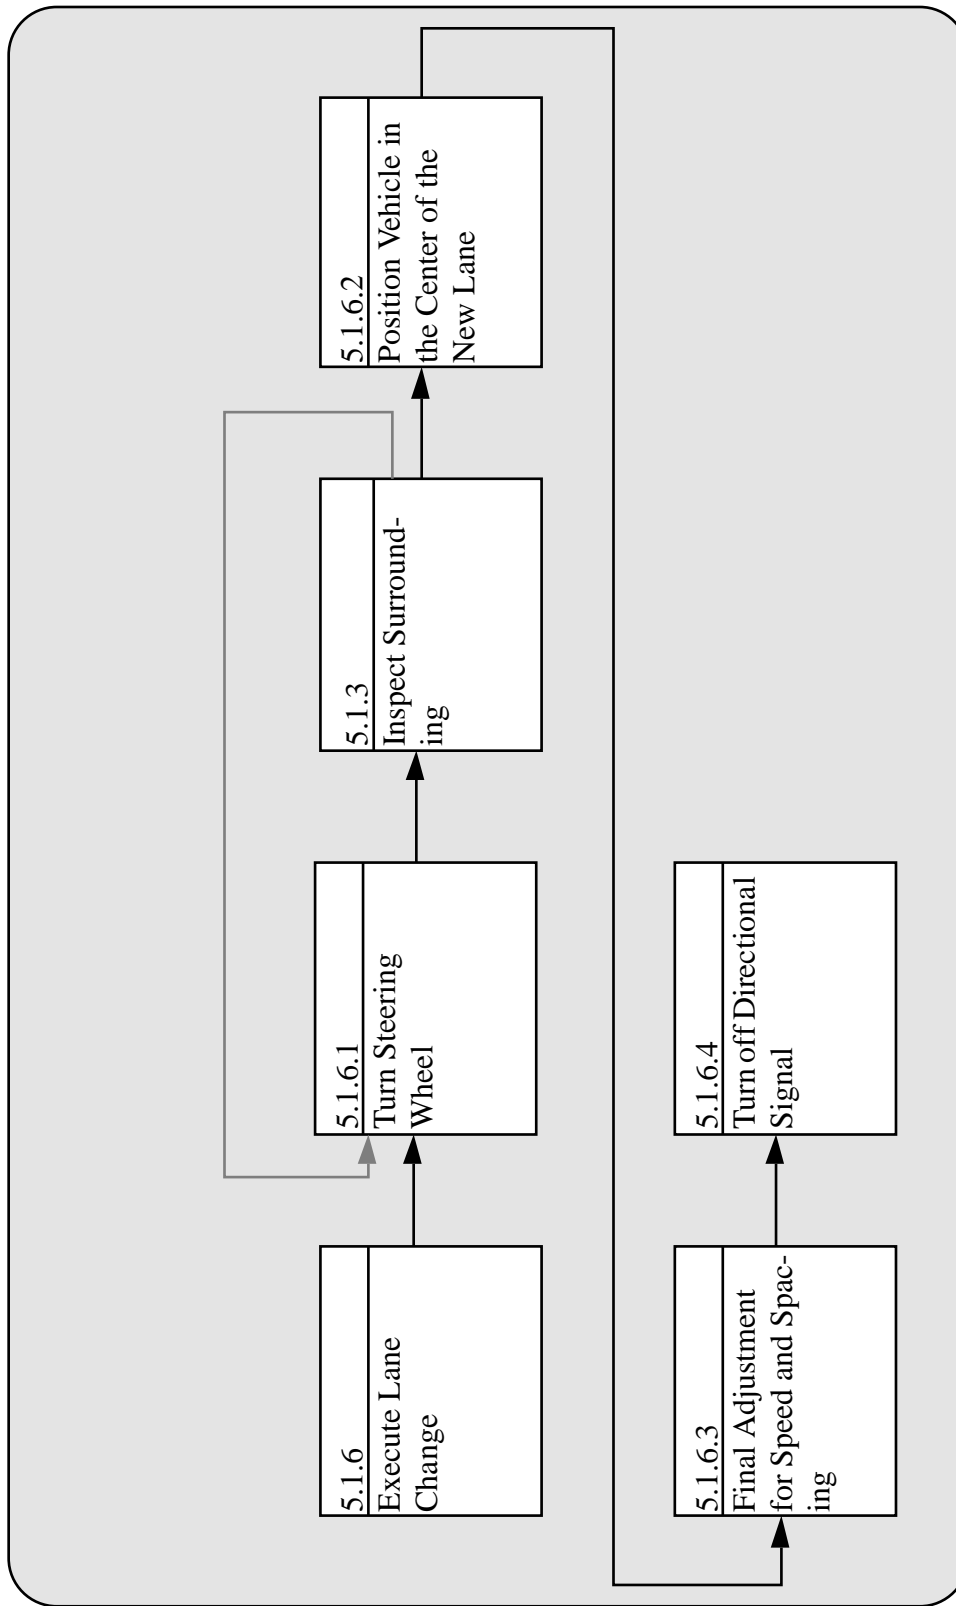 5.1.6
Execute Lane
Change
5.1.6.1
Turn Steering
Wheel
5.1.3
Inspect Surround-
ing
5.1.6.2
Position Vehicle in
the Center of the
New Lane
5.1.6.3
Final Adjustment
for Speed and Spac-
ing
5.1.6.4
Turn off Directional
Signal